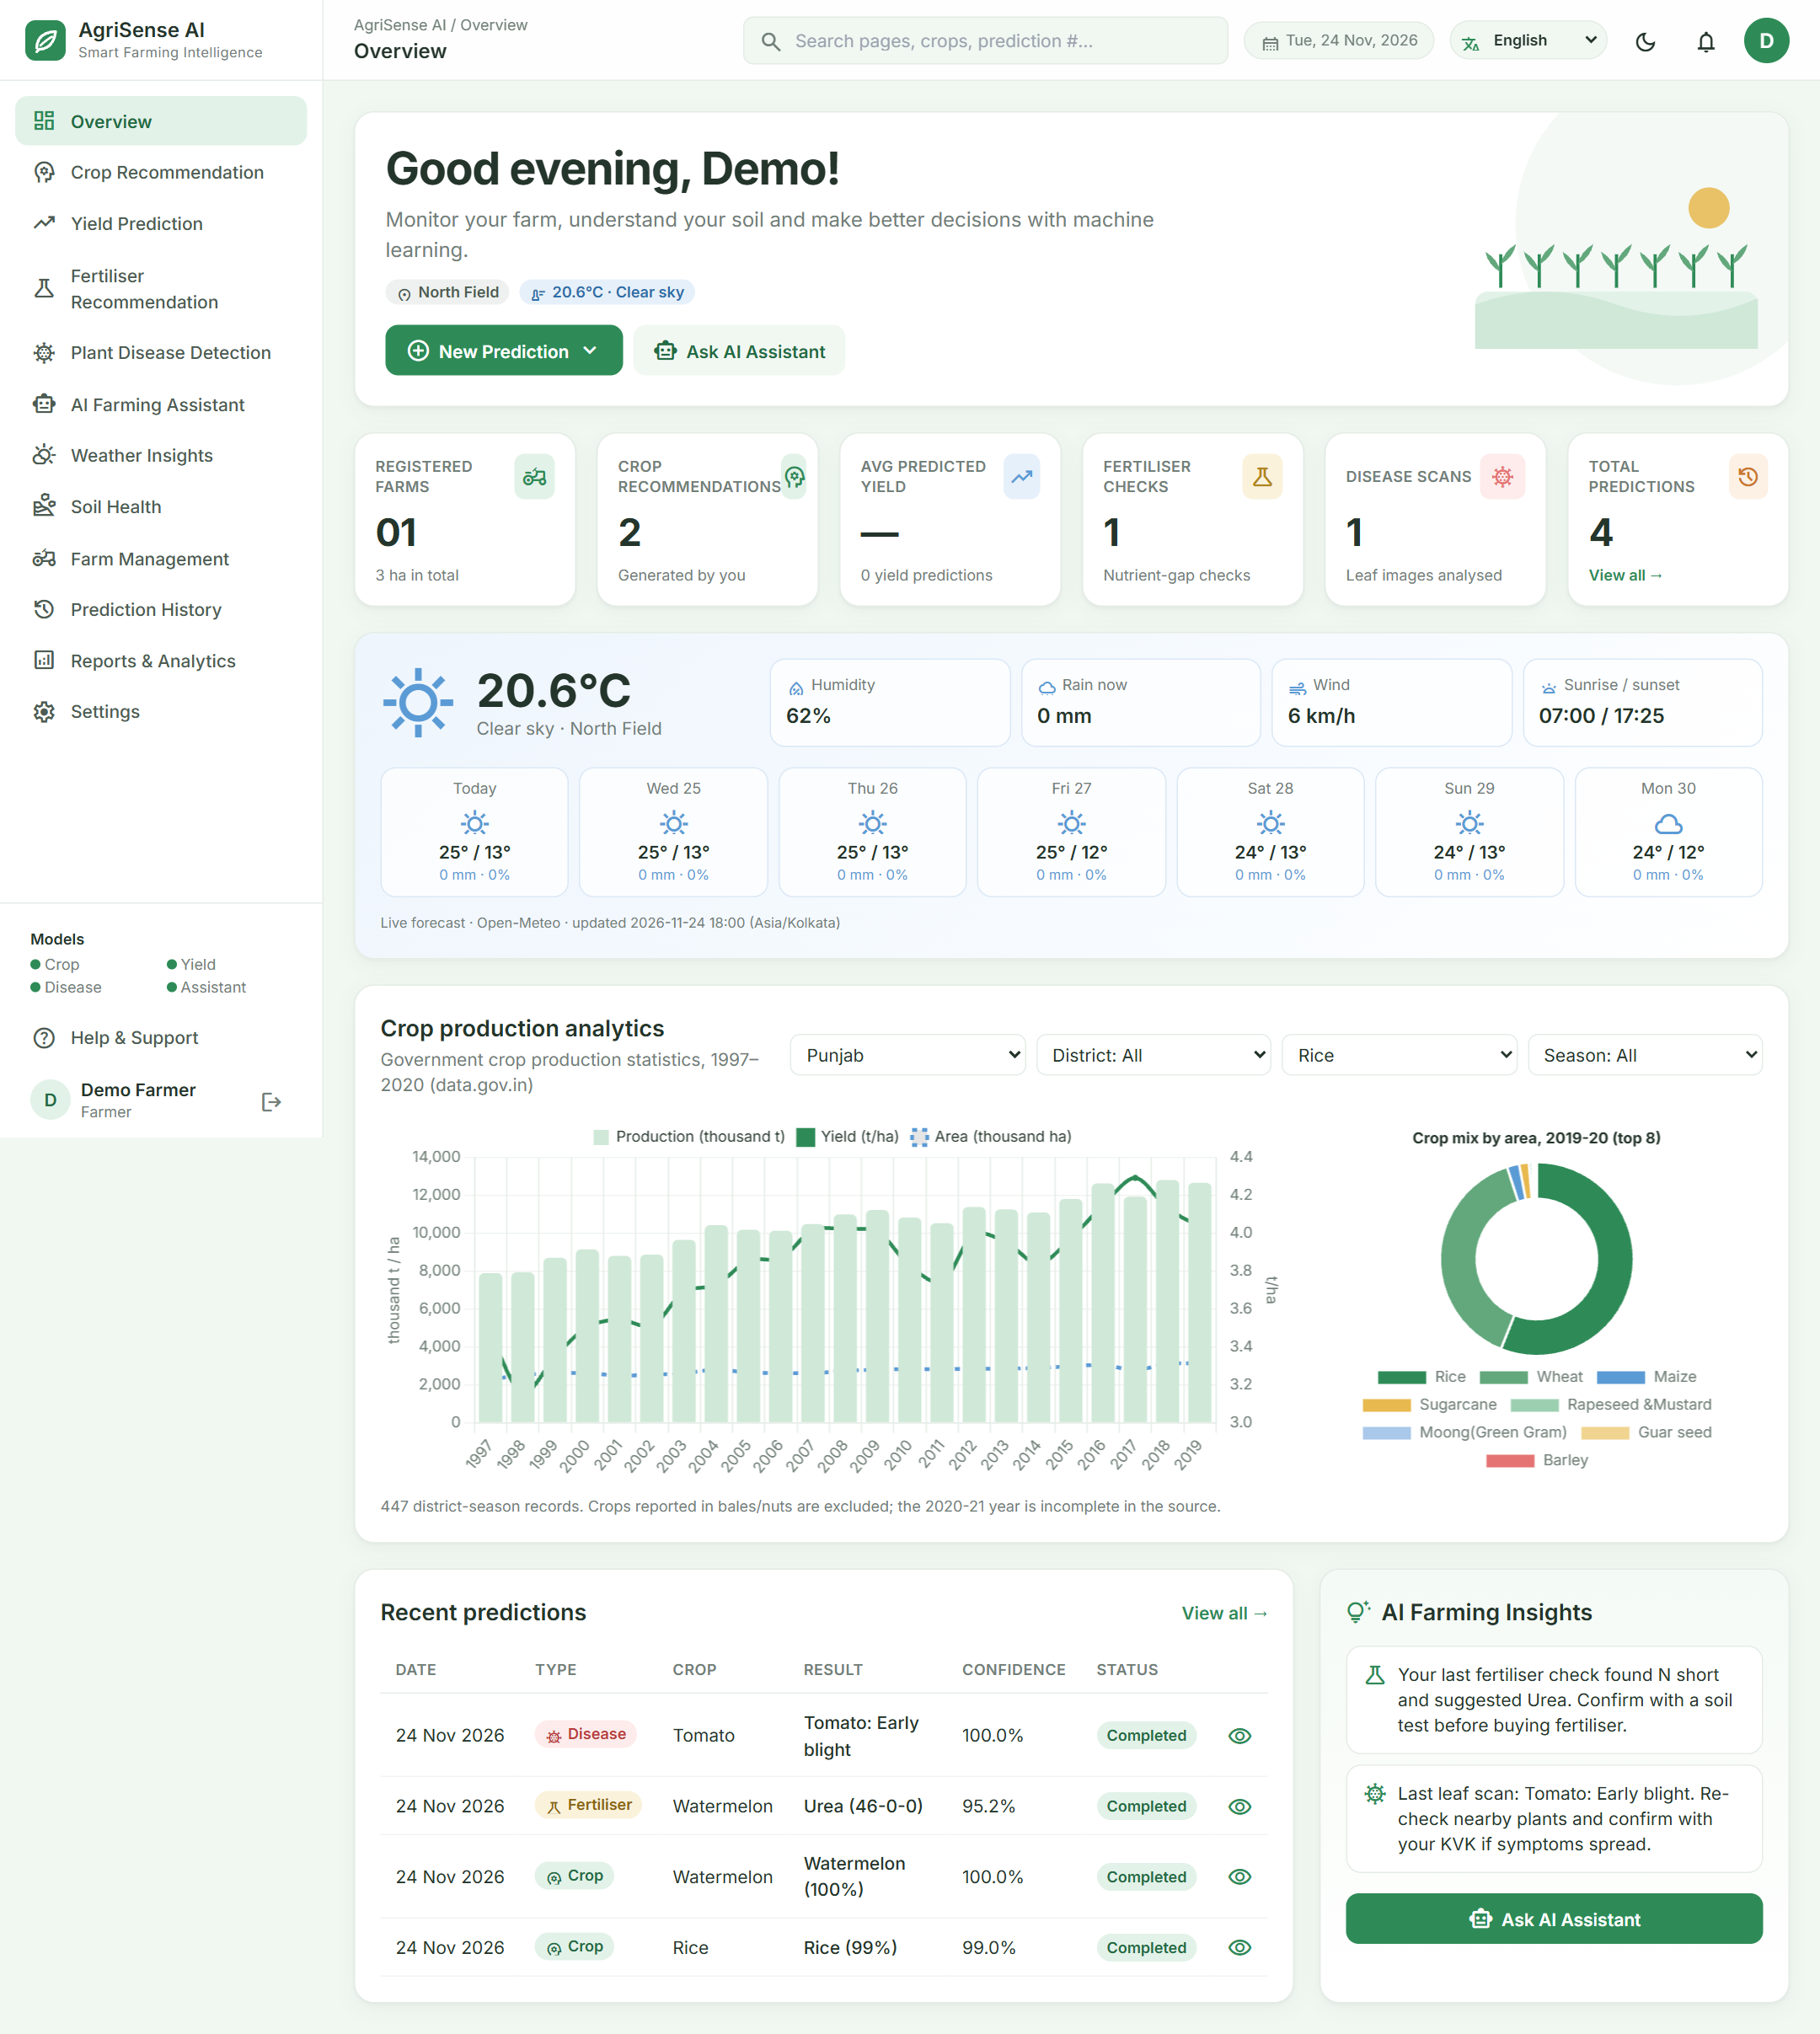 AgriSense AI
Smart Farming Intelligence
AgriSense AI / Overview
Overview
Search pages, crops, prediction #...
Tue, 24 Nov, 2026
English
D
Overview
Crop Recommendation
Yield Prediction
Fertiliser
Recommendation
Plant Disease Detection
AI Farming Assistant
Weather Insights
Soil Health
Farm Management
Prediction History
Reports & Analytics
Settings
Models
Crop
Yield
Disease
Assistant
Help & Support
D
Demo Farmer
Farmer
Good evening, Demo!
Monitor your farm, understand your soil and make better decisions with machine
learning.
North Field
20.6°C · Clear sky
New Prediction
Ask AI Assistant
REGISTERED
FARMS
01
3 ha in total
CROP
RECOMMENDATIONS
2
Generated by you
AVG PREDICTED
YIELD
—
0 yield predictions
FERTILISER
CHECKS
1
Nutrient-gap checks
DISEASE SCANS
1
Leaf images analysed
TOTAL
PREDICTIONS
4
View all →
20.6°C
Clear sky · North Field
Humidity
62%
Rain now
0 mm
Wind
6 km/h
Sunrise / sunset
07:00 / 17:25
Today
25° / 13°
0 mm · 0%
Wed 25
25° / 13°
0 mm · 0%
Thu 26
25° / 13°
0 mm · 0%
Fri 27
25° / 12°
0 mm · 0%
Sat 28
24° / 13°
0 mm · 0%
Sun 29
24° / 13°
0 mm · 0%
Mon 30
24° / 12°
0 mm · 0%
Live forecast · Open-Meteo · updated 2026-11-24 18:00 (Asia/Kolkata)
Crop production analytics
Government crop production statistics, 1997–
2020 (data.gov.in)
Punjab
District: All
Rice
Season: All
Production (thousand t)
Yield (t/ha)
Area (thousand ha)
thousand t / ha
14,000
12,000
10,000
8,000
6,000
4,000
2,000
0
4.4
4.2
4.0
3.8
3.6
3.4
3.2
3.0
t/ha
1997
1998
1999
2000
2001
2002
2003
2004
2005
2006
2007
2008
2009
2010
2011
2012
2013
2014
2015
2016
2017
2018
2019
Crop mix by area, 2019-20 (top 8)
Rice
Wheat
Maize
Sugarcane
Rapeseed &Mustard
Moong(Green Gram)
Guar seed
Barley
447 district-season records. Crops reported in bales/nuts are excluded; the 2020-21 year is incomplete in the source.
Recent predictions
View all →
DATE TYPE CROP RESULT CONFIDENCE STATUS
24 Nov 2026 Disease Tomato Tomato: Early
blight 100.0% Completed
24 Nov 2026 Fertiliser Watermelon Urea (46-0-0) 95.2% Completed
24 Nov 2026 Crop Watermelon Watermelon
(100%) 100.0% Completed
24 Nov 2026 Crop Rice Rice (99%) 99.0% Completed
AI Farming Insights
Your last fertiliser check found N short
and suggested Urea. Confirm with a soil
test before buying fertiliser.
Last leaf scan: Tomato: Early blight. Re-
check nearby plants and confirm with
your KVK if symptoms spread.
Ask AI Assistant